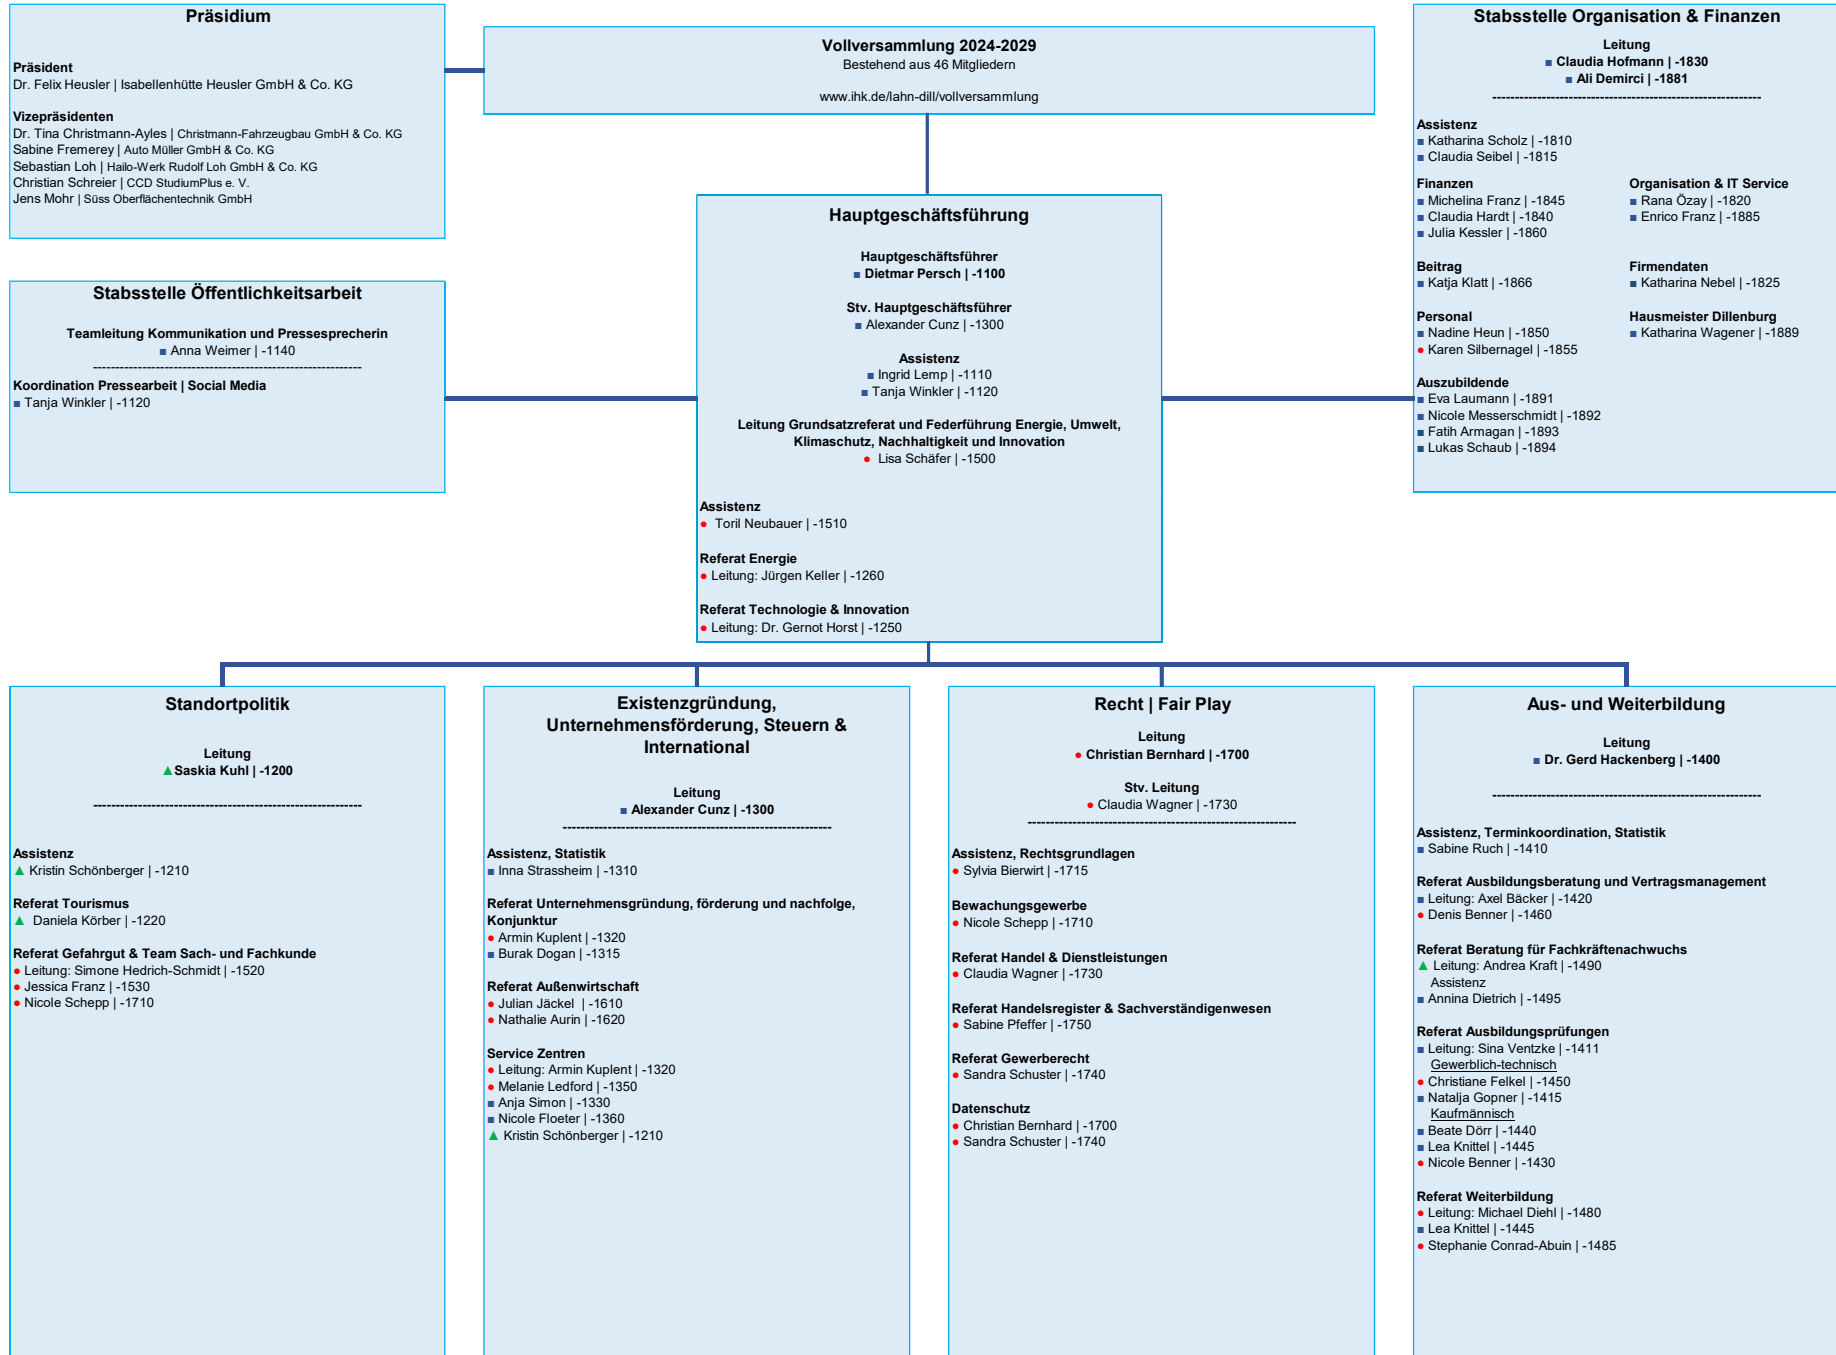 Präsidium
Präsident
Dr. Felix Heusler | Isabellenhütte Heusler GmbH & Co. KG
Vizepräsidenten
Dr. Tina Christmann-Ayles | Christmann-Fahrzeugbau GmbH & Co. KG
Sabine Fremerey | Auto Müller GmbH & Co. KG
Sebastian Loh | Hailo-Werk Rudolf Loh GmbH & Co. KG
Christian Schreier | CCD StudiumPlus e. V.
Jens Mohr | Süss Oberflächentechnik GmbH
Vollversammlung 2024-2029
Bestehend aus 46 Mitgliedern
www.ihk.de/lahn-dill/vollversammlung
Stabsstelle Organisation & Finanzen
Leitung
■ Claudia Hofmann | -1830
■ Ali Demirci | -1881
------------------------------------------------------------
Assistenz
■ Katharina Scholz | -1810
■ Claudia Seibel | -1815
Finanzen
■ Michelina Franz | -1845
■ Claudia Hardt | -1840
■ Julia Kessler | -1860
Organisation & IT Service
■ Rana Özay | -1820
■ Enrico Franz | -1885
Beitrag
■ Katja Klatt | -1866
Firmendaten
■ Katharina Nebel | -1825
Personal
■ Nadine Heun | -1850
● Karen Silbernagel | -1855
Hausmeister Dillenburg
■ Katharina Wagener | -1889
Auszubildende
■ Eva Laumann | -1891
■ Nicole Messerschmidt | -1892
■ Fatih Armagan | -1893
■ Lukas Schaub | -1894
Stabsstelle Öffentlichkeitsarbeit
Teamleitung Kommunikation und Pressesprecherin
■ Anna Weimer | -1140
------------------------------------------------------------
Koordination Pressearbeit | Social Media
■ Tanja Winkler | -1120
Hauptgeschäftsführung
Hauptgeschäftsführer
■ Dietmar Persch | -1100
Stv. Hauptgeschäftsführer
■ Alexander Cunz | -1300
Assistenz
■ Ingrid Lemp | -1110
■ Tanja Winkler | -1120
Leitung Grundsatzreferat und Federführung Energie, Umwelt,
Klimaschutz, Nachhaltigkeit und Innovation
● Lisa Schäfer | -1500
Assistenz
● Toril Neubauer | -1510
Referat Energie
● Leitung: Jürgen Keller | -1260
Referat Technologie & Innovation
● Leitung: Dr. Gernot Horst | -1250
Standortpolitik
Leitung
▲ Saskia Kuhl | -1200
------------------------------------------------------------
Assistenz
▲ Kristin Schönberger | -1210
Referat Tourismus
▲ Daniela Körber | -1220
Referat Gefahrgut & Team Sach- und Fachkunde
● Leitung: Simone Hedrich-Schmidt | -1520
● Jessica Franz | -1530
● Nicole Schepp | -1710
Existenzgründung,
Unternehmensförderung, Steuern &
International
Leitung
■ Alexander Cunz | -1300
------------------------------------------------------------
Assistenz, Statistik
■ Inna Strassheim | -1310
Referat Unternehmensgründung, förderung und nachfolge,
Konjunktur
● Armin Kuplent | -1320
■ Burak Dogan | -1315
Referat Außenwirtschaft
● Julian Jäckel | -1610
● Nathalie Aurin | -1620
Service Zentren
● Leitung: Armin Kuplent | -1320
● Melanie Ledford | -1350
■ Anja Simon | -1330
■ Nicole Floeter | -1360
▲ Kristin Schönberger | -1210
Recht | Fair Play
Leitung
● Christian Bernhard | -1700
Stv. Leitung
● Claudia Wagner | -1730
------------------------------------------------------------
Assistenz, Rechtsgrundlagen
● Sylvia Bierwirt | -1715
Bewachungsgewerbe
● Nicole Schepp | -1710
Referat Handel & Dienstleistungen
● Claudia Wagner | -1730
Referat Handelsregister & Sachverständigenwesen
● Sabine Pfeffer | -1750
Referat Gewerberecht
● Sandra Schuster | -1740
Datenschutz
● Christian Bernhard | -1700
● Sandra Schuster | -1740
Aus- und Weiterbildung
Leitung
■ Dr. Gerd Hackenberg | -1400
------------------------------------------------------------
Assistenz, Terminkoordination, Statistik
■ Sabine Ruch | -1410
Referat Ausbildungsberatung und Vertragsmanagement
■ Leitung: Axel Bäcker | -1420
● Denis Benner | -1460
Referat Beratung für Fachkräftenachwuchs
▲ Leitung: Andrea Kraft | -1490
Assistenz
■ Annina Dietrich | -1495
Referat Ausbildungsprüfungen
■ Leitung: Sina Ventzke | -1411
Gewerblich-technisch
● Christiane Felkel | -1450
■ Natalja Gopner | -1415
Kaufmännisch
■ Beate Dörr | -1440
■ Lea Knittel | -1445
● Nicole Benner | -1430
Referat Weiterbildung
● Leitung: Michael Diehl | -1480
■ Lea Knittel | -1445
● Stephanie Conrad-Abuin | -1485